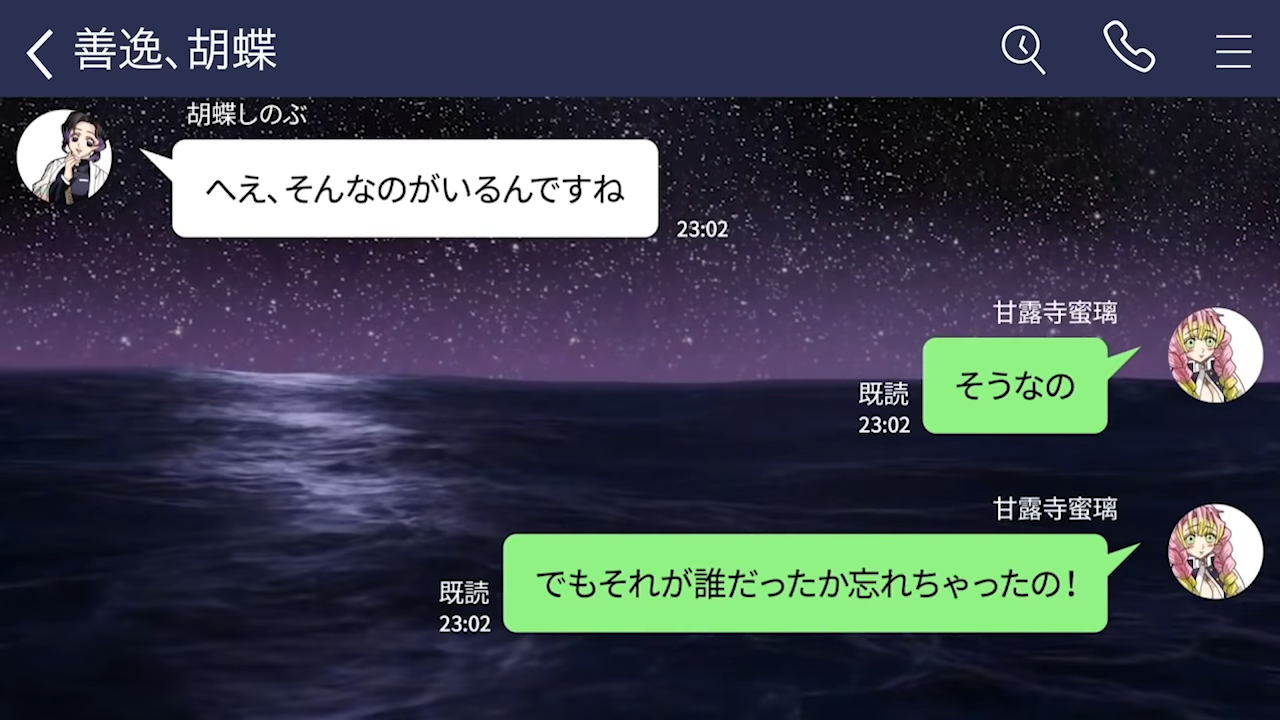 善逸、胡蝶
胡蝶しのぶ
へえ、そんなのがいるんですね
23:02
甘露寺蜜璃
そうなの
既読
23:02
甘露寺蜜璃
でもそれが誰だったか忘れちゃったの！
既読
23:02